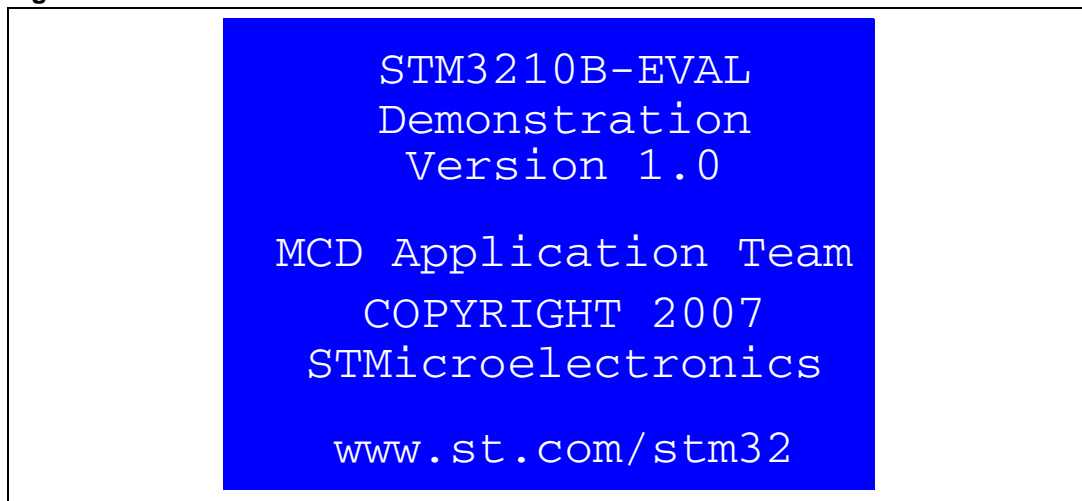 STM3210B-EVAL
Demonstration
Version 1.0
MCD Application Team
COPYRIGHT 2007
STMicroelectronics
www.st.com/stm32